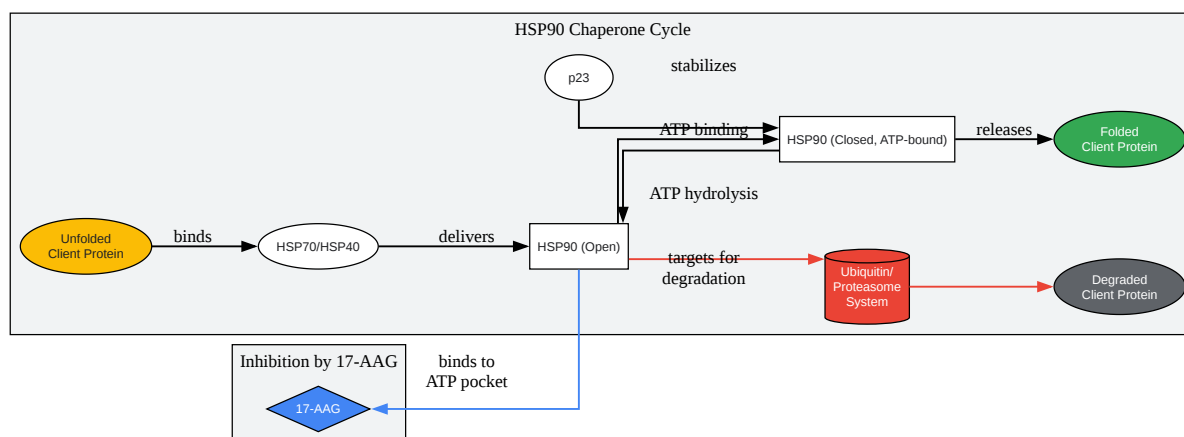 HSP90 Chaperone Cycle
p23
stabilizes
ATP binding
HSP90 (Closed, ATP-bound)
releases
Folded
Client Protein
ATP hydrolysis
Unfolded
Client Protein
binds
HSP70/HSP40
delivers
HSP90 (Open)
targets for
degradation
Ubiquitin/
Proteasome
System
Degraded
Client Protein
Inhibition by 17-AAG
binds to
ATP pocket
17-AAG